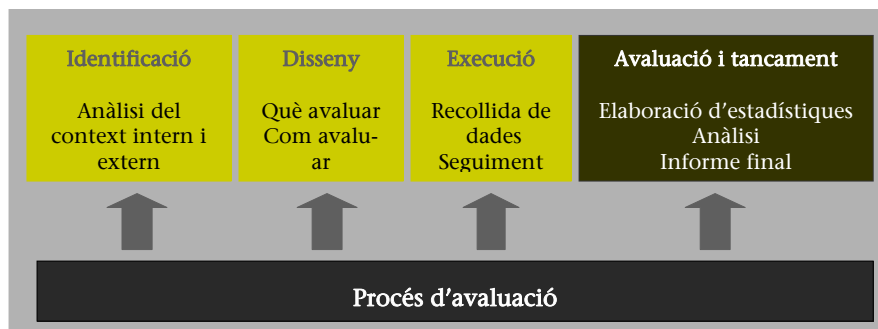 Identificació
Anàlisi del
context intern i
extern
Disseny
Què avaluar
Com avalu-
ar
Execució
Recollida de
dades
Seguiment
Avaluació i tancament
Elaboració d’estadístiques
Anàlisi
Informe final
Procés d’avaluació